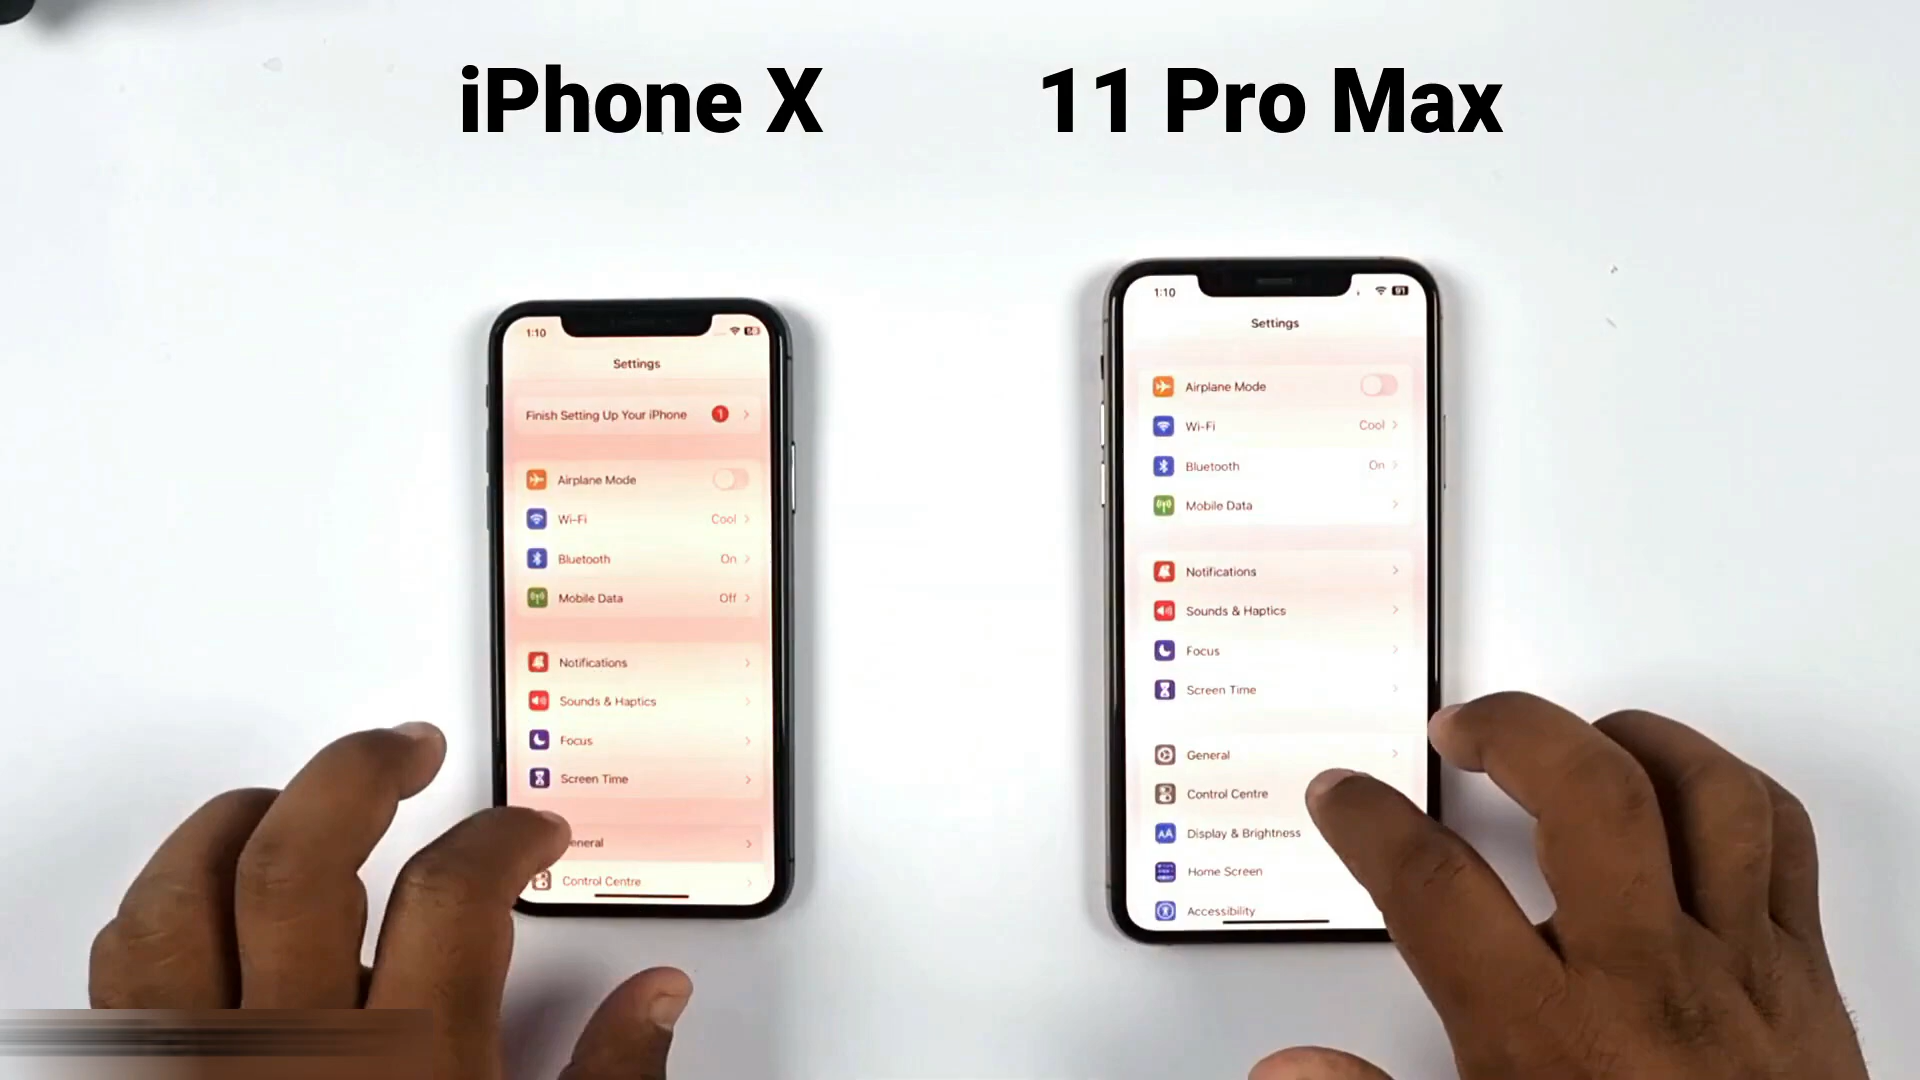 iPhone X
11 Pro Max
1:10
Settings
Finish Setting Up Your iPhone 1
Airplane Mode
Wi-Fi Cool
Bluetooth On
Mobile Data Off
Notifications
Sounds & Haptics
Focus
Screen Time
eneral
Control Centre
1:10 91
Settings
Airplane Mode
Wi-Fi Cool
Bluetooth On
Mobile Data
Notifications
Sounds & Haptics
Focus
Screen Time
General
Control Centre
AA Display & Brightness
Home Screen
Accessibility